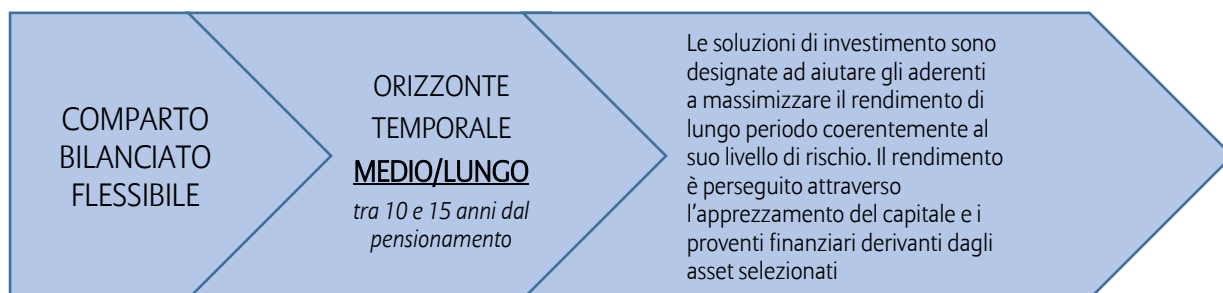 COMPARTO
BILANCIATO
FLESSIBILE
ORIZZONTE
TEMPORALE
MEDIO/LUNGO
tra 10 e 15 anni dal
pensionamento
Le soluzioni di investimento sono
designate ad aiutare gli aderenti
a massimizzare il rendimento di
lungo periodo coerentemente al
suo livello di rischio. Il rendimento
è perseguito attraverso
l'apprezzamento del capitale e i
proventi finanziari derivanti dagli
asset selezionati